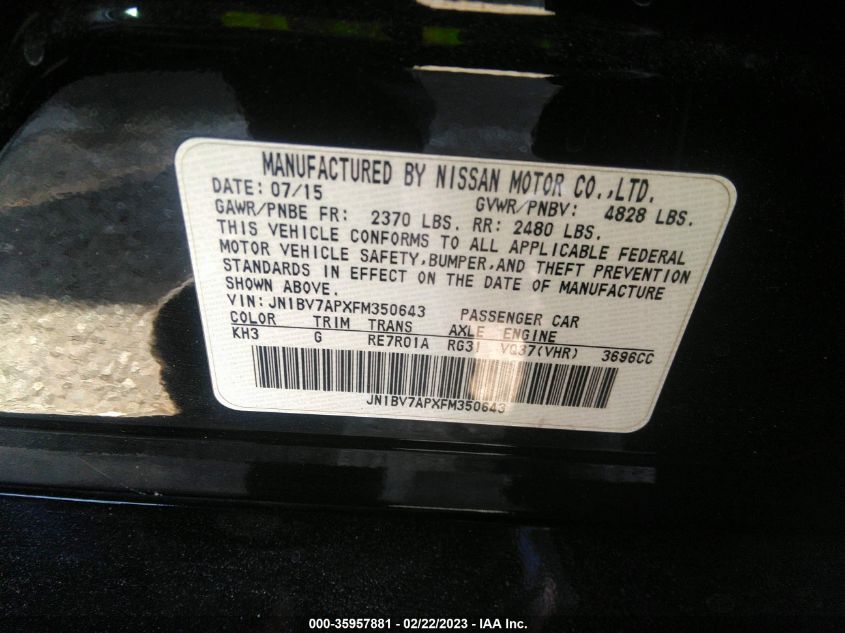 MANUFACTURED BY NISSAN MOTOR CO.,LTD.
DATE: 07/15 GVWR/PNBV: 4828 LBS.
GAWR/PNBE FR: 2370 LBS. RR: 2480 LBS.
THIS VEHICLE CONFORMS TO ALL APPLICABLE FEDERAL
MOTOR VEHICLE SAFETY,BUMPER,AND THEFT PREVENTION
STANDARDS IN EFFECT ON THE DATE OF MANUFACTURE
SHOWN ABOVE.
VIN:JN1BV7APXFM350643 PASSENGER CAR
COLOR TRIM TRANS AXLE ENGINE
KH3 G RE7R01A RG31 VQ37(VHR) 3696CC
JN1BV7APXFM350643
000-35957881 - 02/22/2023 - IAA Inc.